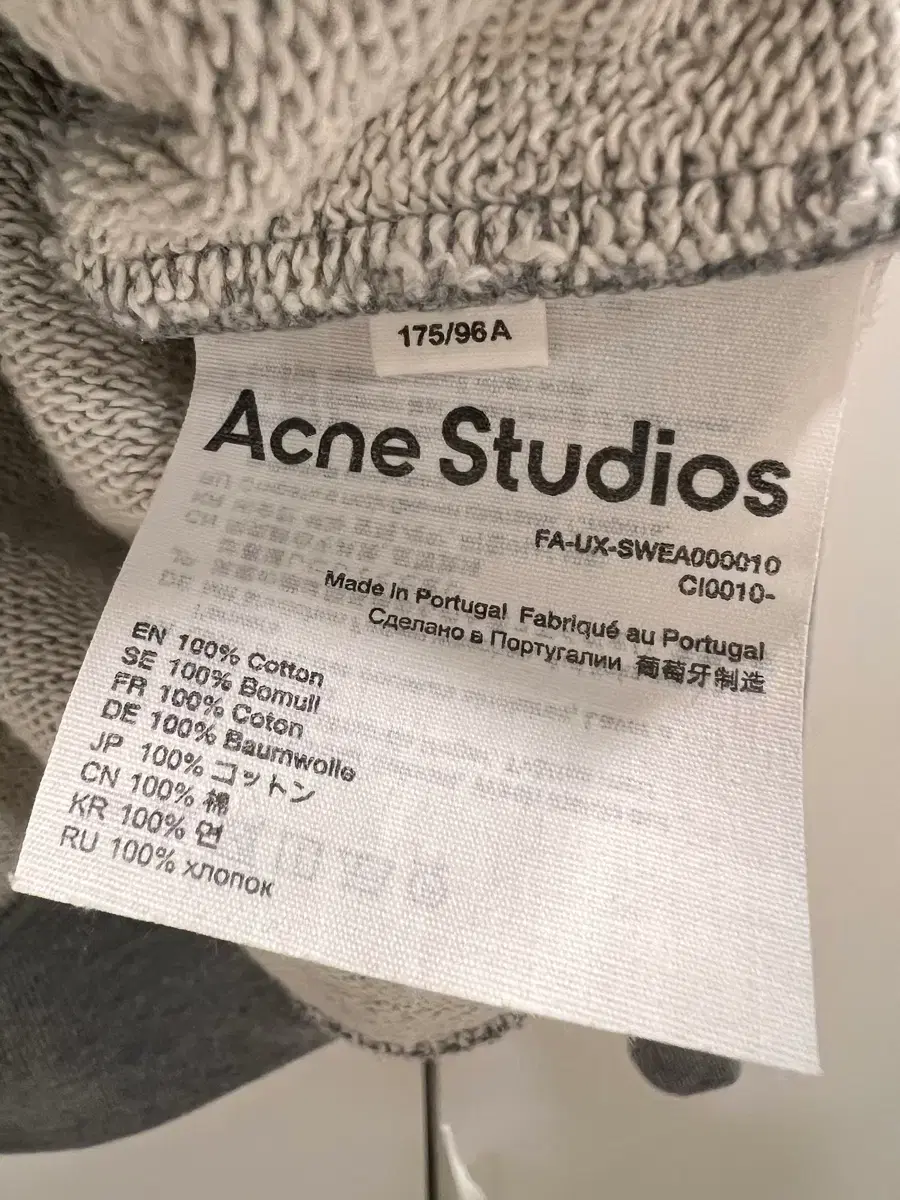 175/96A
Acne Studios
FA-UX-SWEA000010
CI0010-
Made in Portugal Fabriqué au Portugal
Сделано в Португалии 葡萄牙制造
EN 100% Cotton
SE 100% Bomull
FR 100% Coton
DE 100% Baumwolle
JP 100% コットン
CN 100% 棉
KR 100% 면
RU 100% хлопок